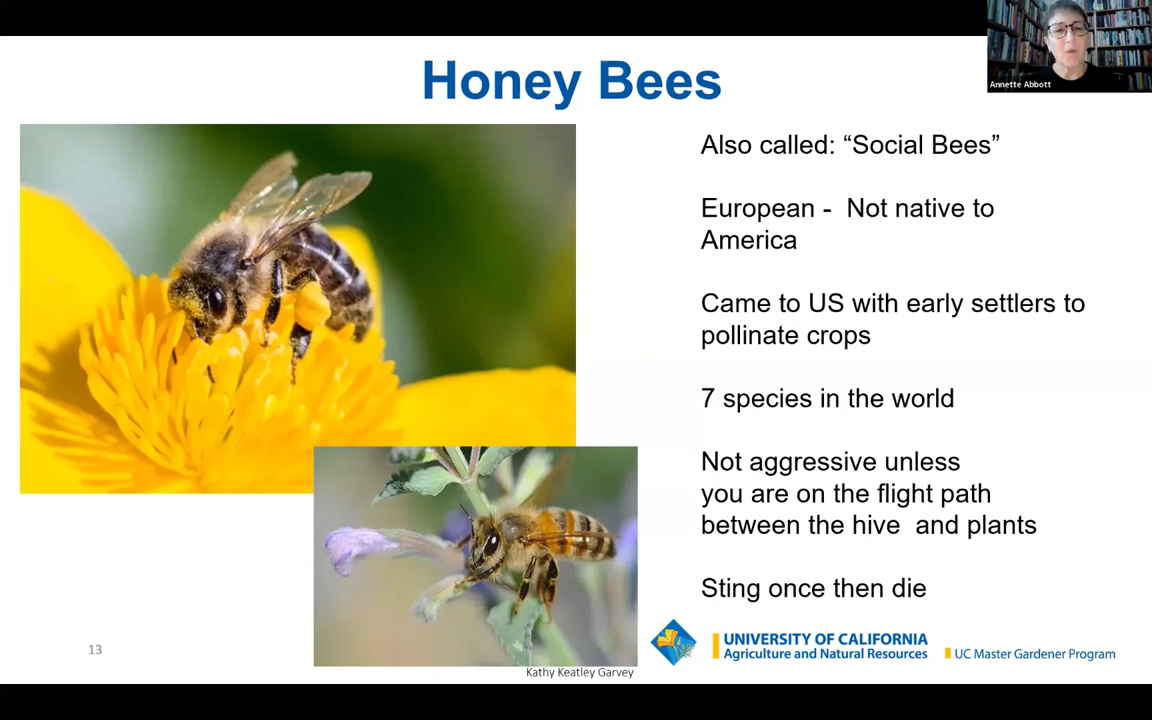 Annette Abbott
Honey Bees
Also called: “Social Bees”
European - Not native to
America
Came to US with early settlers to
pollinate crops
7 species in the world
Not aggressive unless
you are on the flight path
between the hive and plants
Sting once then die
13
Kathy Keatley Garvey
UNIVERSITY OF CALIFORNIA
Agriculture and Natural Resources
UC Master Gardener Program